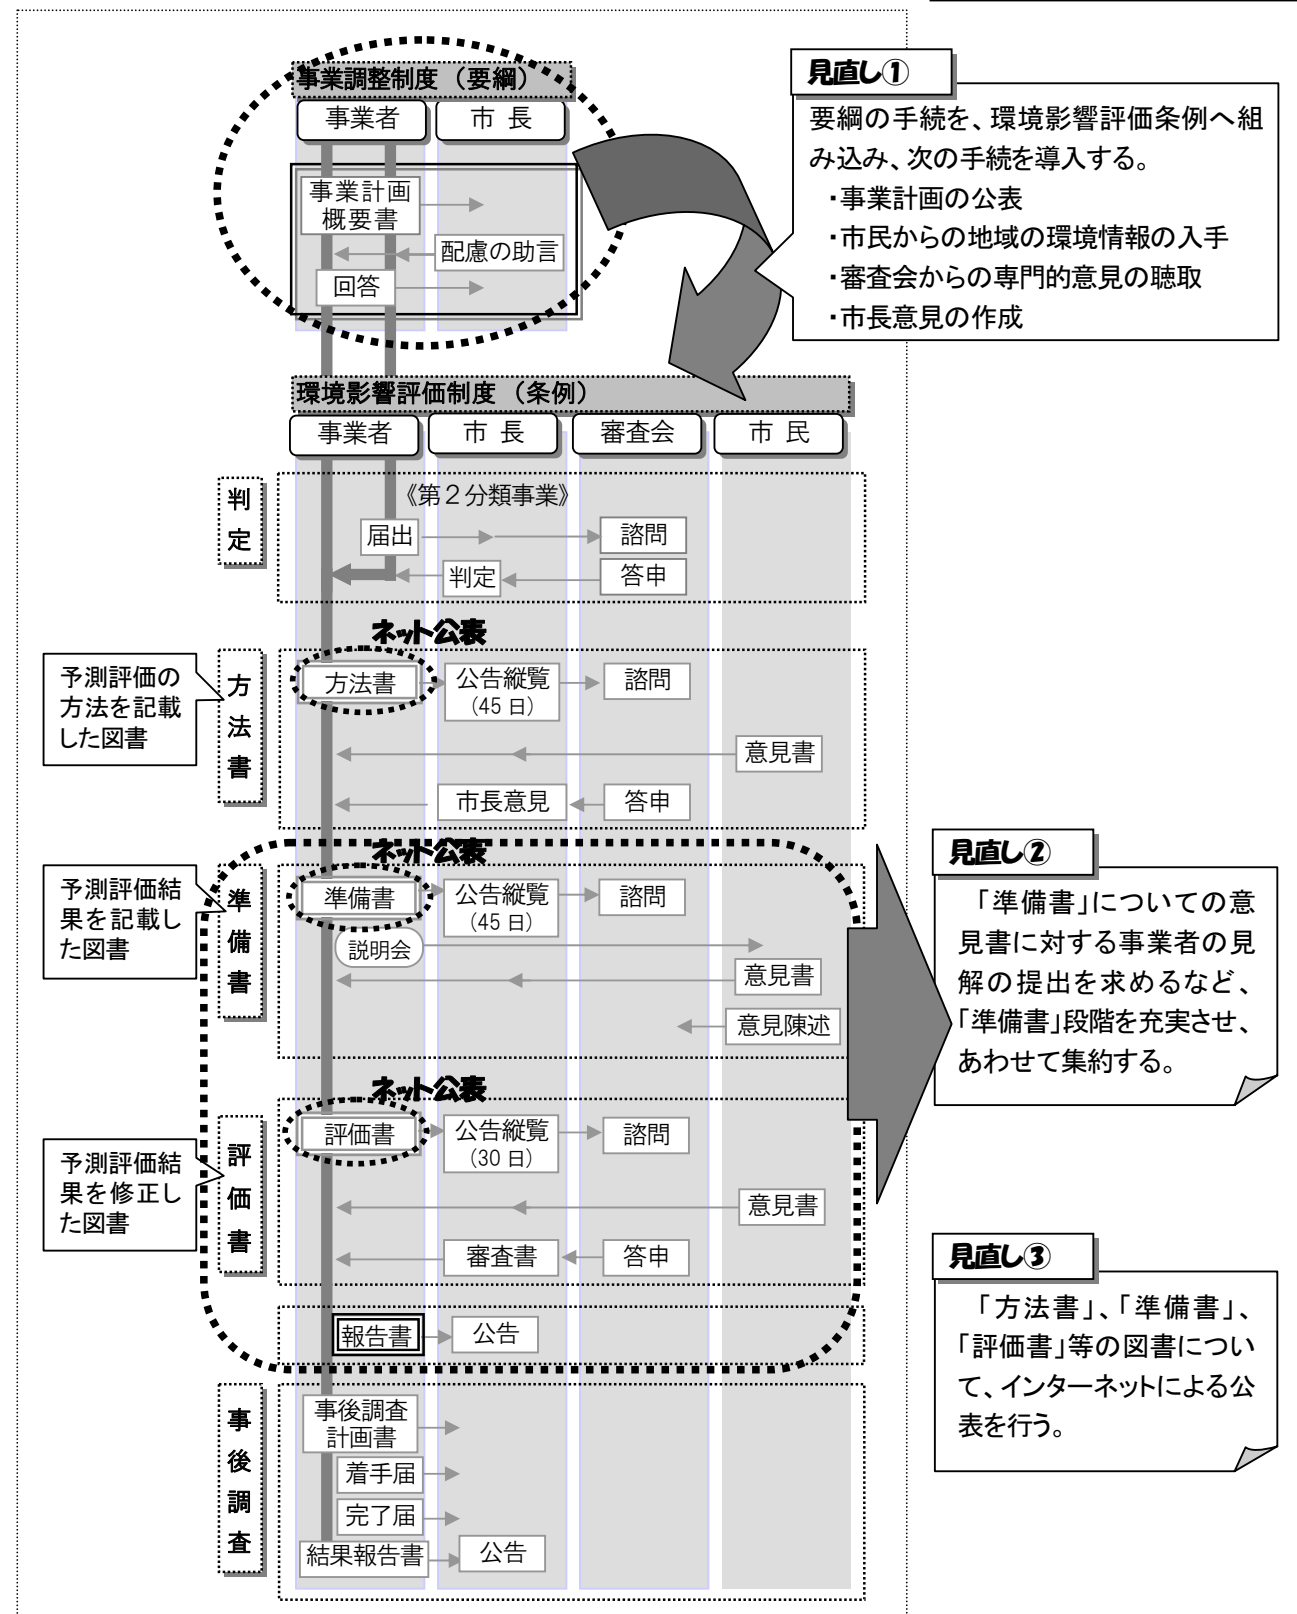 事業調整制度（要綱）
事業者
市 長
事業計画
概要書
配慮の助言
回答
見直し①
要綱の手続を、環境影響評価条例へ組
み込み、次の手続を導入する。
・事業計画の公表
・市民からの地域の環境情報の入手
・審査会からの専門的意見の聴取
・市長意見の作成
環境影響評価制度（条例）
事業者
市 長
審査会
市 民
判定
《第２分類事業》
届出
諮問
判定
答申
ネット公表
予測評価の
方法を記載
した図書
方法書
方法書
公告縦覧
(45 日)
諮問
意見書
市長意見
答申
ネット公表
予測評価結
果を記載し
た図書
準備書
準備書
公告縦覧
(45 日)
諮問
説明会
意見書
意見陳述
見直し②
「準備書」についての意
見書に対する事業者の見
解の提出を求めるなど、
「準備書」段階を充実させ、
あわせて集約する。
ネット公表
予測評価結
果を修正し
た図書
評価書
評価書
公告縦覧
(30 日)
諮問
意見書
審査書
答申
報告書
公告
見直し③
「方法書」、「準備書」、
「評価書」等の図書につい
て、インターネットによる公
表を行う。
事後調査
事後調査
計画書
着手届
完了届
結果報告書
公告